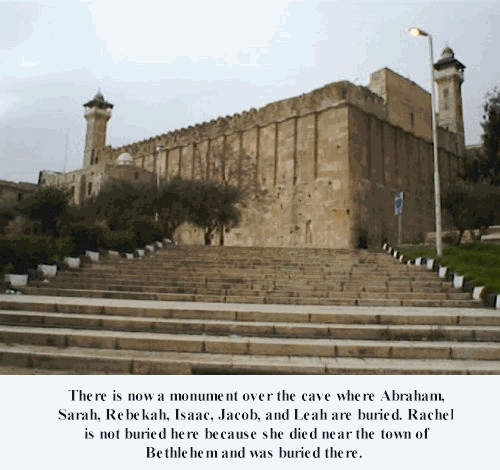 There is now a monument over the cave where Abraham,
Sarah, Rebekah, Isaac, Jacob, and Leah are buried. Rachel
is not buried here because she died near the town of
Bethlehem and was buried there.